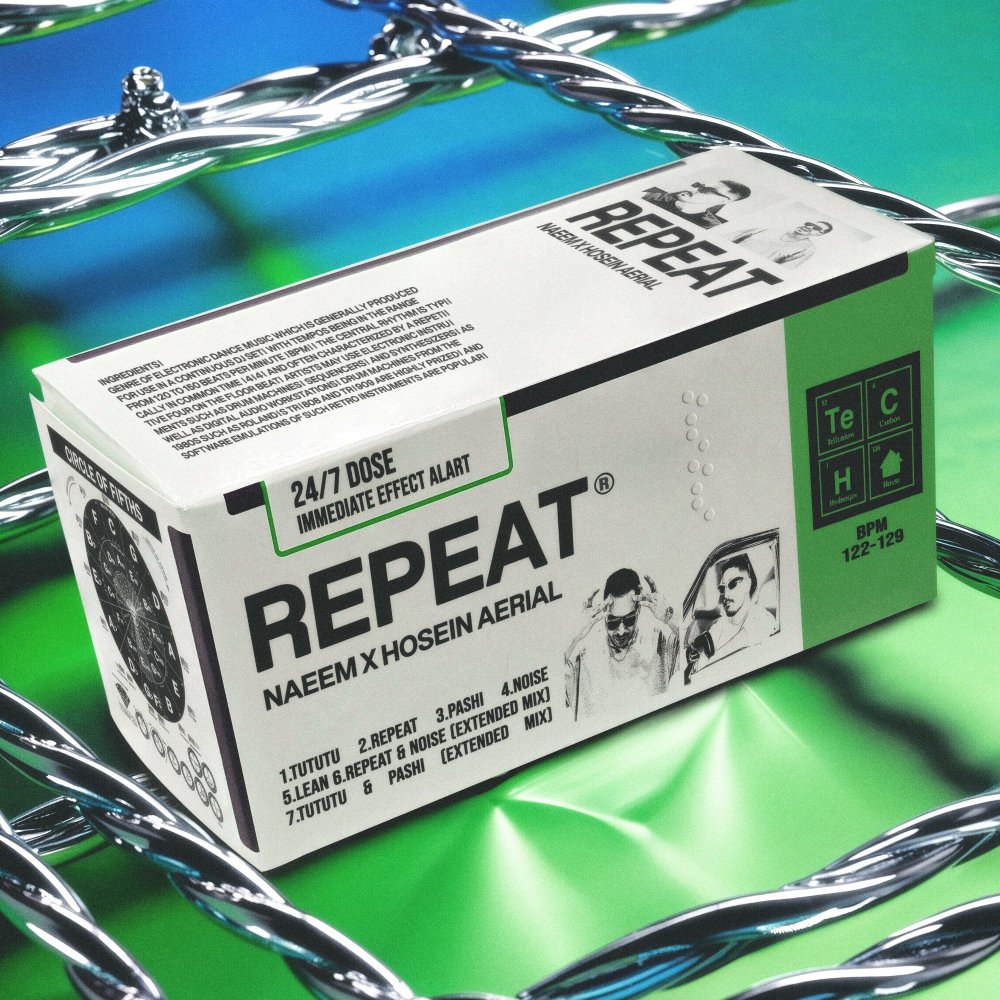 REPEAT
NAEEM X HOSEIN AERIAL
INGREDIENTS!
GENRE OF ELECTRONIC DANCE MUSIC WHICH IS GENERALLY PRODUCED
FOR USE IN A CONTINUOUS DJ SET! WITH TEMPOS BEING IN THE RANGE
FROM 120 TO 150 BEATS PER MINUTE !BPM!! THE CENTRAL RHYTHM IS TYPI!
CALLY IN COMMON TIME !4!4! AND OFTEN CHARACTERIZED BY A REPETI!
TIVE FOUR ON THE FLOOR BEAT! ARTISTS MAY USE ELECTRONIC INSTRU!
MENTS SUCH AS DRUM MACHINES! SEQUENCERS! AND SYNTHESIZERS! AS
WELL AS DIGITAL AUDIO WORKSTATIONS! DRUM MACHINES FROM THE
1980S SUCH AS ROLAND!S TR!808 AND TR!909 ARE HIGHLY PRIZED! AND
SOFTWARE EMULATIONS OF SUCH RETRO INSTRUMENTS ARE POPULAR!
CIRCLE OF FIFTHS
24/7 DOSE
IMMEDIATE EFFECT ALART
REPEAT®
NAEEM X HOSEIN AERIAL
1.TUTUTU 2.REPEAT 3.PASHI 4.NOISE
5.LEAN 6.REPEAT & NOISE (EXTENDED MIX)
7.TUTUTU & PASHI (EXTENDED MIX)
52 Te Tellurium
6 C Carbon
H Hydrogen
House
BPM
122-129